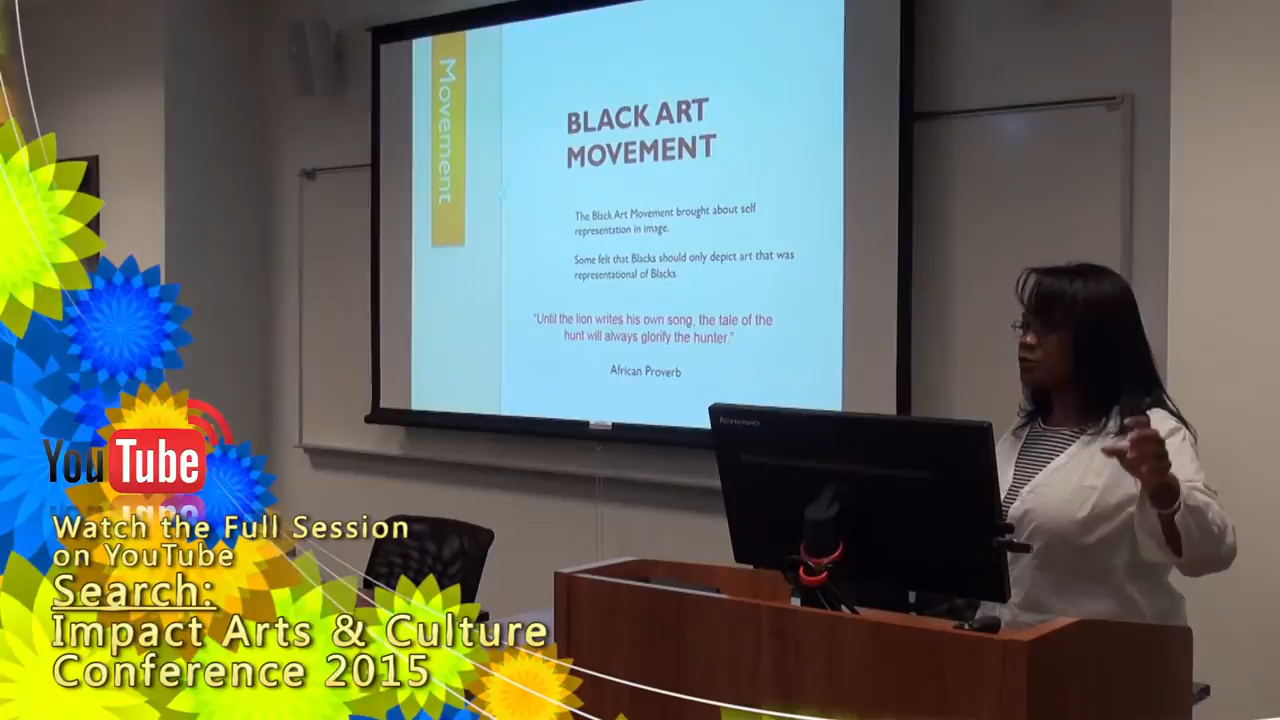 Movement
BLACK ART
MOVEMENT
The Black Art Movement brought about self
representation in image.
Some felt that Blacks should only depict art that was
representational of Blacks.
"Until the lion writes his own song, the tale of the
hunt will always glorify the hunter."
African Proverb
lenovo
YouTube
Watch the Full Session
on YouTube
Search:
Impact Arts & Culture
Conference 2015